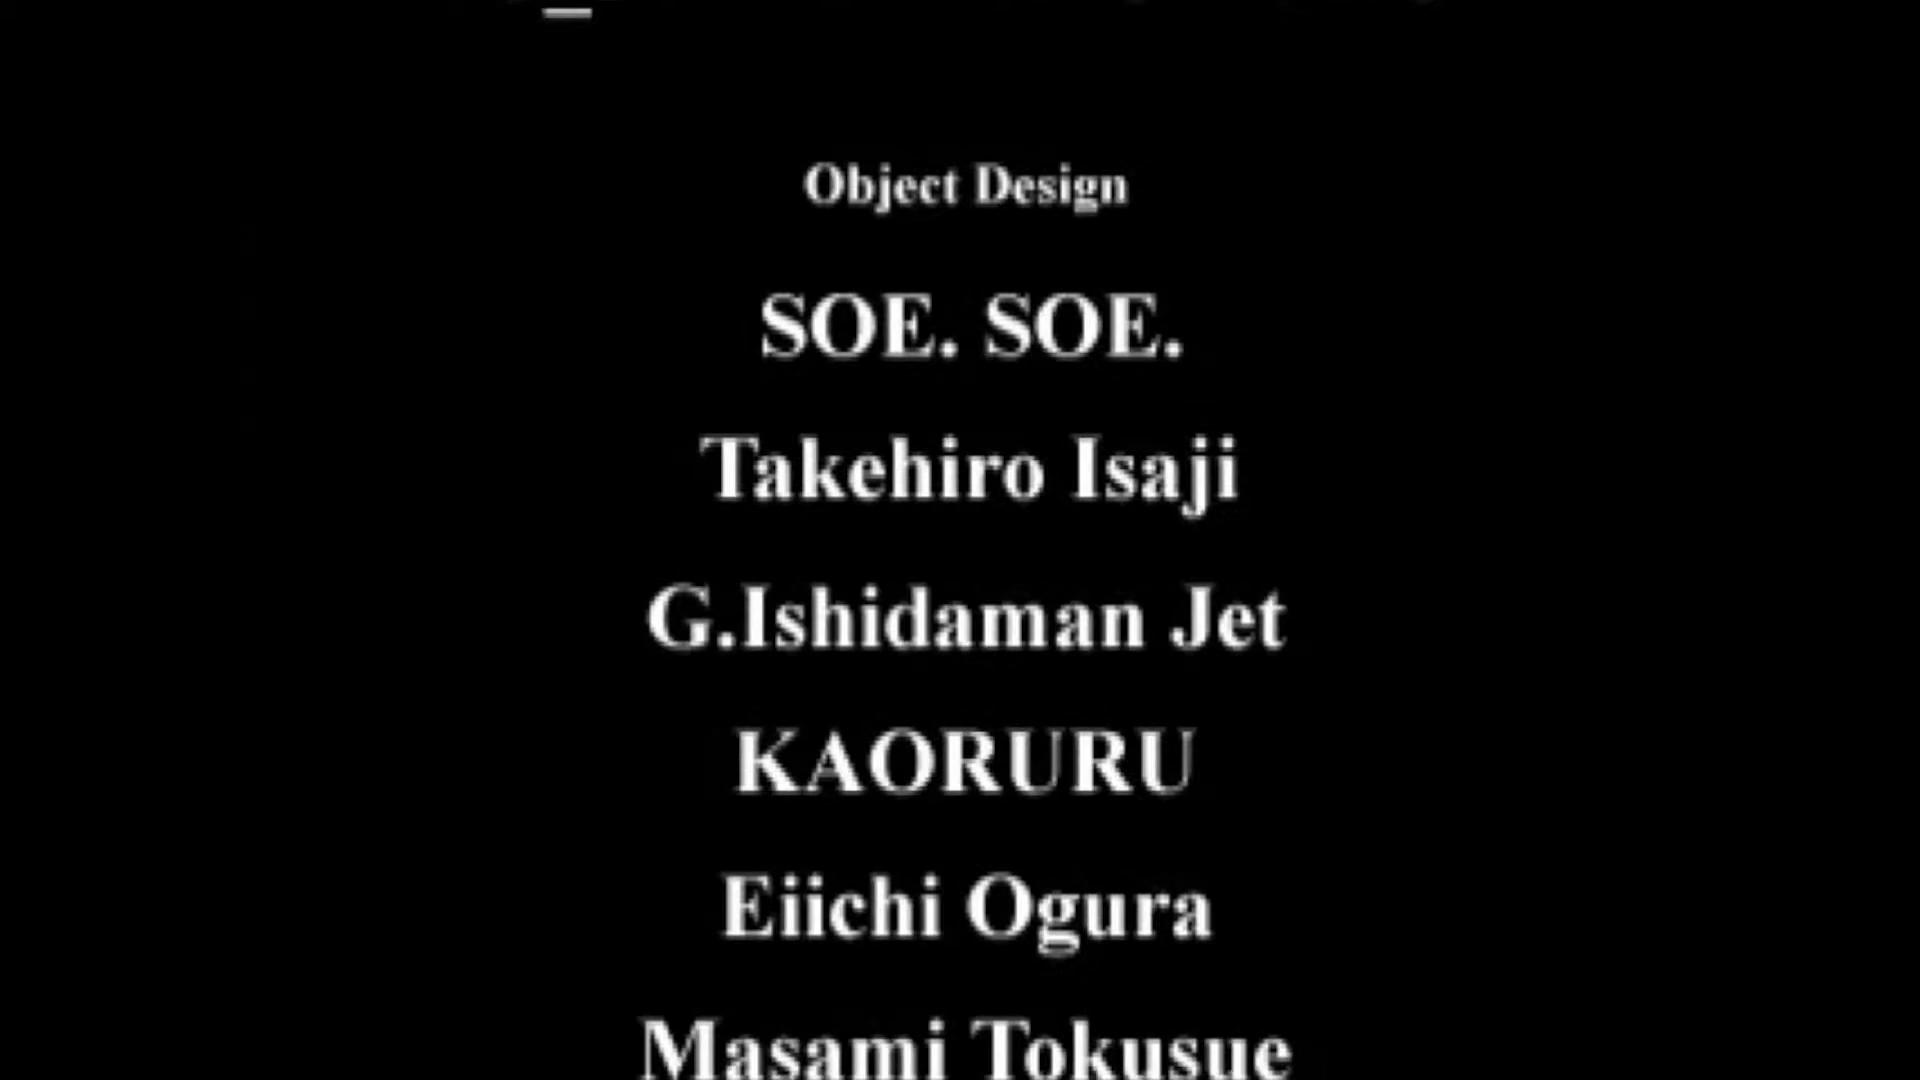 Object Design
SOE. SOE.
Takehiro Isaji
G.Ishidaman Jet
KAORURU
Eiichi Ogura
Masami Tokusue